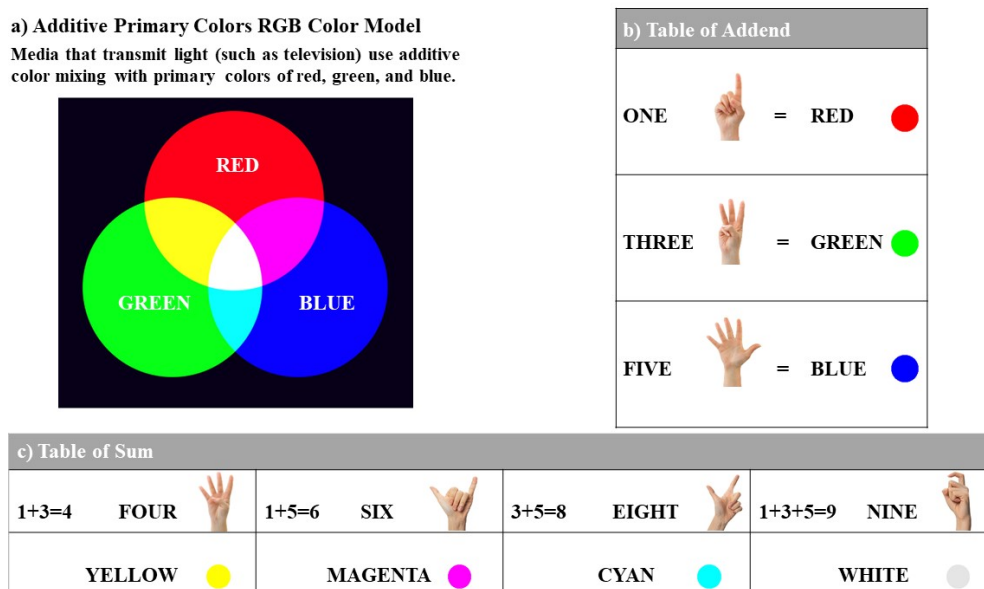 a) Additive Primary Colors RGB Color Model
Media that transmit light (such as television) use additive
color mixing with primary colors of red, green, and blue.
RED
GREEN
BLUE
b) Table of Addend
ONE = RED
THREE = GREEN
FIVE = BLUE
c) Table of Sum
1+3=4 FOUR
1+5=6 SIX
3+5=8 EIGHT
1+3+5=9 NINE
YELLOW
MAGENTA
CYAN
WHITE